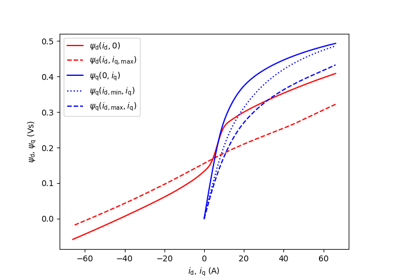 0.5
0.4
0.3
0.2
0.1
0.0
ψd, ψq (Vs)
ψd(id, 0)
ψd(id, iq,max)
ψq(0, iq)
ψq(id,min, iq)
ψq(id,max, iq)
−60 −40 −20 0 20 40 60
id, iq (A)